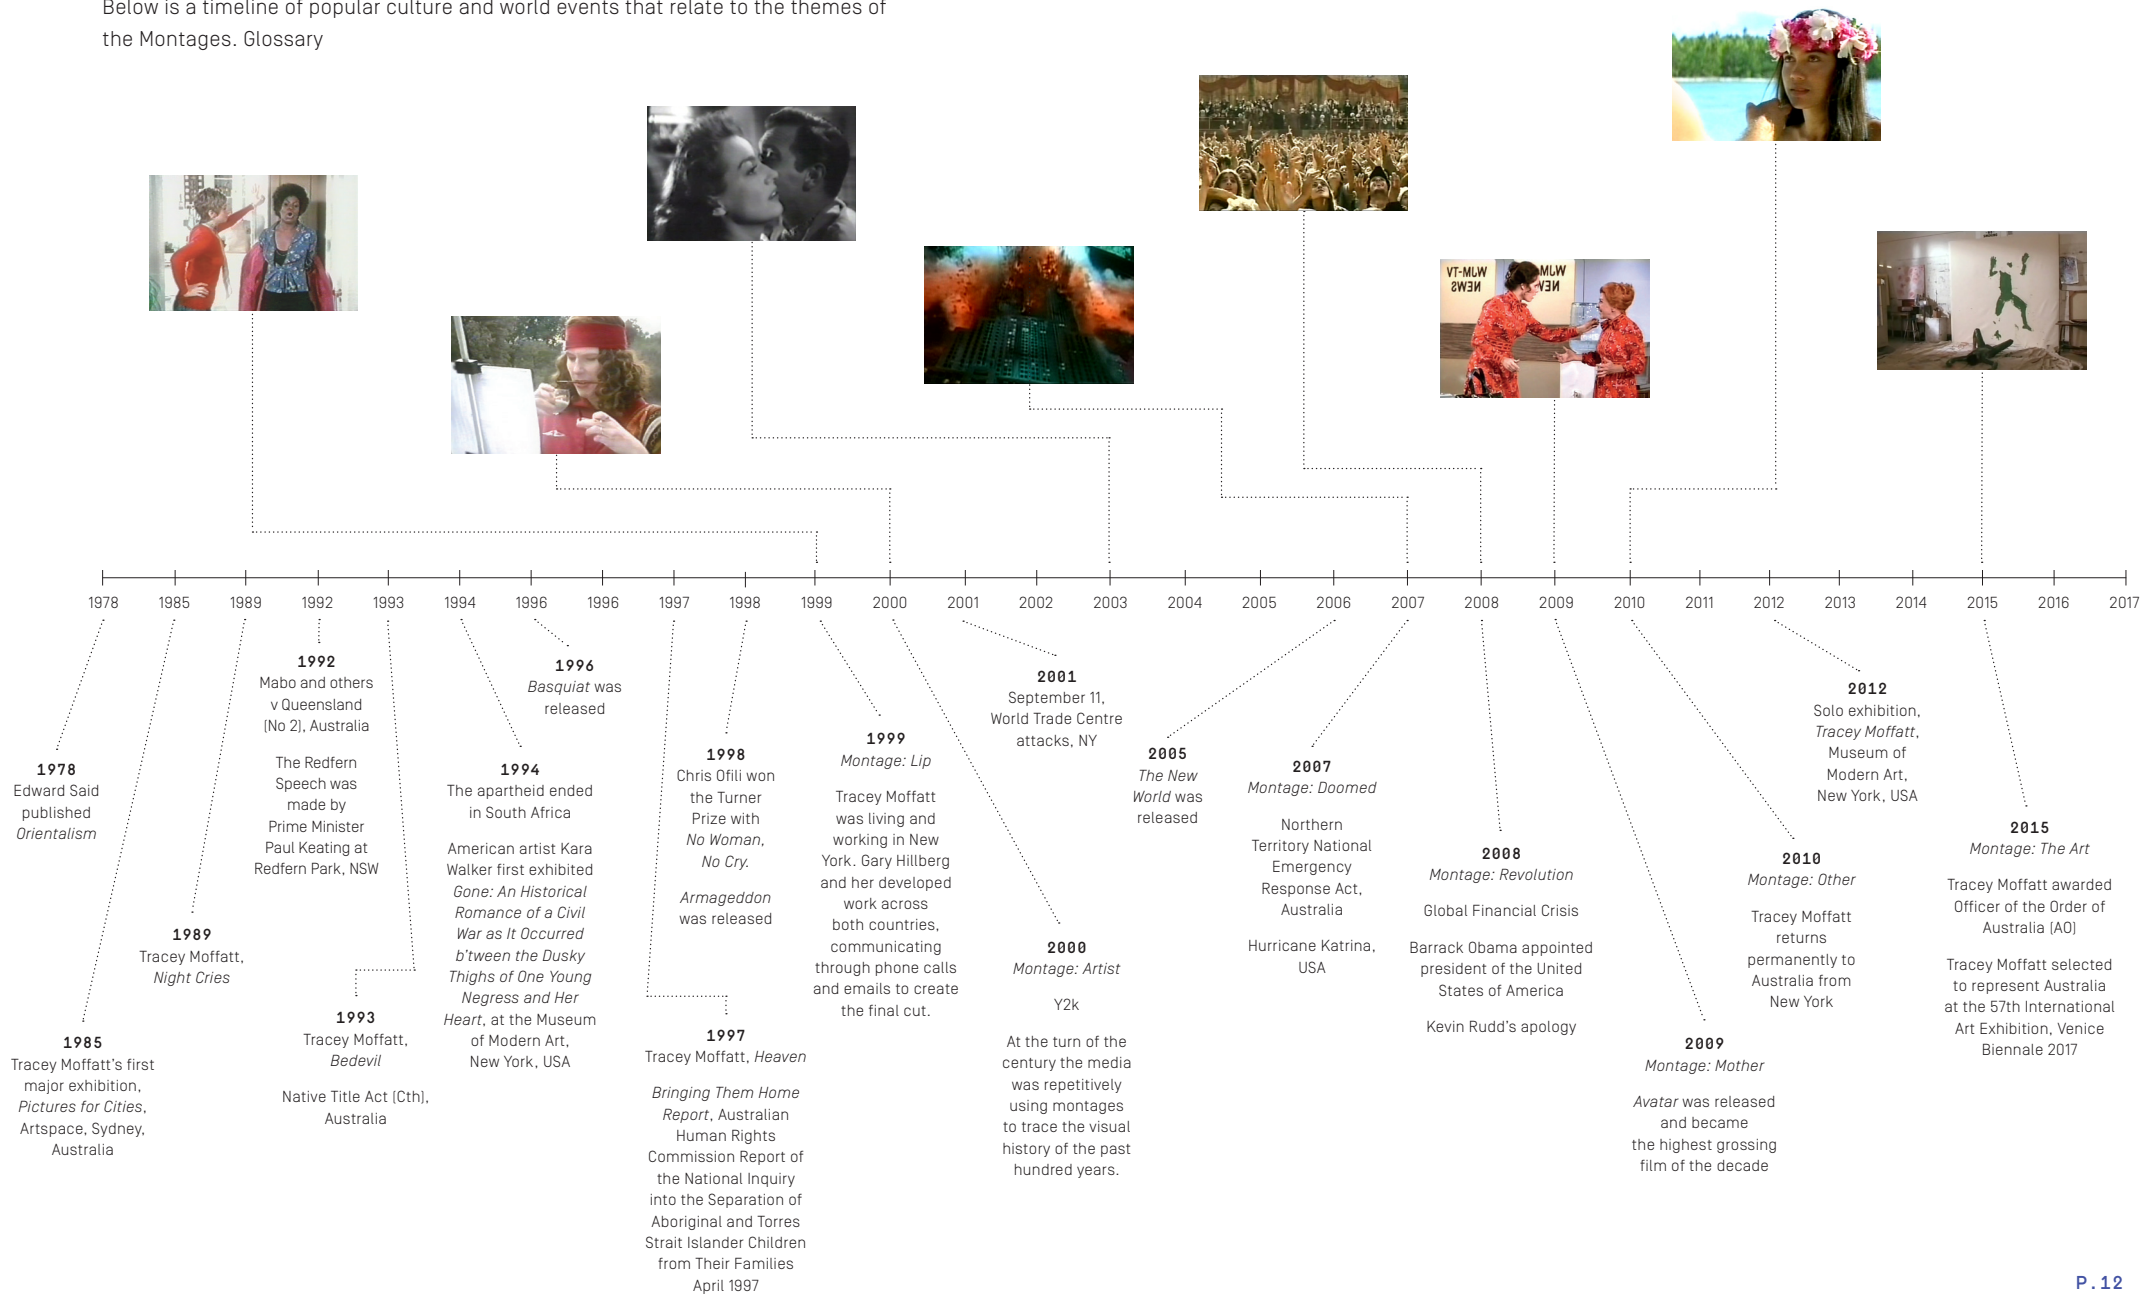 Below is a timeline of popular culture and world events that relate to the themes of
the Montages. Glossary
WJM-TV
NEWS
WJM
NEW
1978 1985 1989 1992 1993 1994 1996 1996 1997 1998 1999 2000 2001 2002 2003 2004 2005 2006 2007 2008 2009 2010 2011 2012 2013 2014 2015 2016 2017
1978
Edward Said
published
Orientalism
1985
Tracey Moffatt's first
major exhibition,
Pictures for Cities,
Artspace, Sydney,
Australia
1989
Tracey Moffatt,
Night Cries
1992
Mabo and others
v Queensland
(No 2), Australia
The Redfern
Speech was
made by
Prime Minister
Paul Keating at
Redfern Park, NSW
1993
Tracey Moffatt,
Bedevil
Native Title Act (Cth),
Australia
1994
The apartheid ended
in South Africa
American artist Kara
Walker first exhibited
Gone: An Historical
Romance of a Civil
War as It Occurred
b'tween the Dusky
Thighs of One Young
Negress and Her
Heart, at the Museum
of Modern Art,
New York, USA
1996
Basquiat was
released
1997
Tracey Moffatt, Heaven
Bringing Them Home
Report, Australian
Human Rights
Commission Report of
the National Inquiry
into the Separation of
Aboriginal and Torres
Strait Islander Children
from Their Families
April 1997
1998
Chris Ofili won
the Turner
Prize with
No Woman,
No Cry.
Armageddon
was released
1999
Montage: Lip
Tracey Moffatt
was living and
working in New
York. Gary Hillberg
and her developed
work across
both countries,
communicating
through phone calls
and emails to create
the final cut.
2000
Montage: Artist
Y2k
At the turn of the
century the media
was repetitively
using montages
to trace the visual
history of the past
hundred years.
2001
September 11,
World Trade Centre
attacks, NY
2005
The New
World was
released
2007
Montage: Doomed
Northern
Territory National
Emergency
Response Act,
Australia
Hurricane Katrina,
USA
2008
Montage: Revolution
Global Financial Crisis
Barrack Obama appointed
president of the United
States of America
Kevin Rudd's apology
2009
Montage: Mother
Avatar was released
and became
the highest grossing
film of the decade
2010
Montage: Other
Tracey Moffatt
returns
permanently to
Australia from
New York
2012
Solo exhibition,
Tracey Moffatt,
Museum of
Modern Art,
New York, USA
2015
Montage: The Art
Tracey Moffatt awarded
Officer of the Order of
Australia (AO)
Tracey Moffatt selected
to represent Australia
at the 57th International
Art Exhibition, Venice
Biennale 2017
P.12